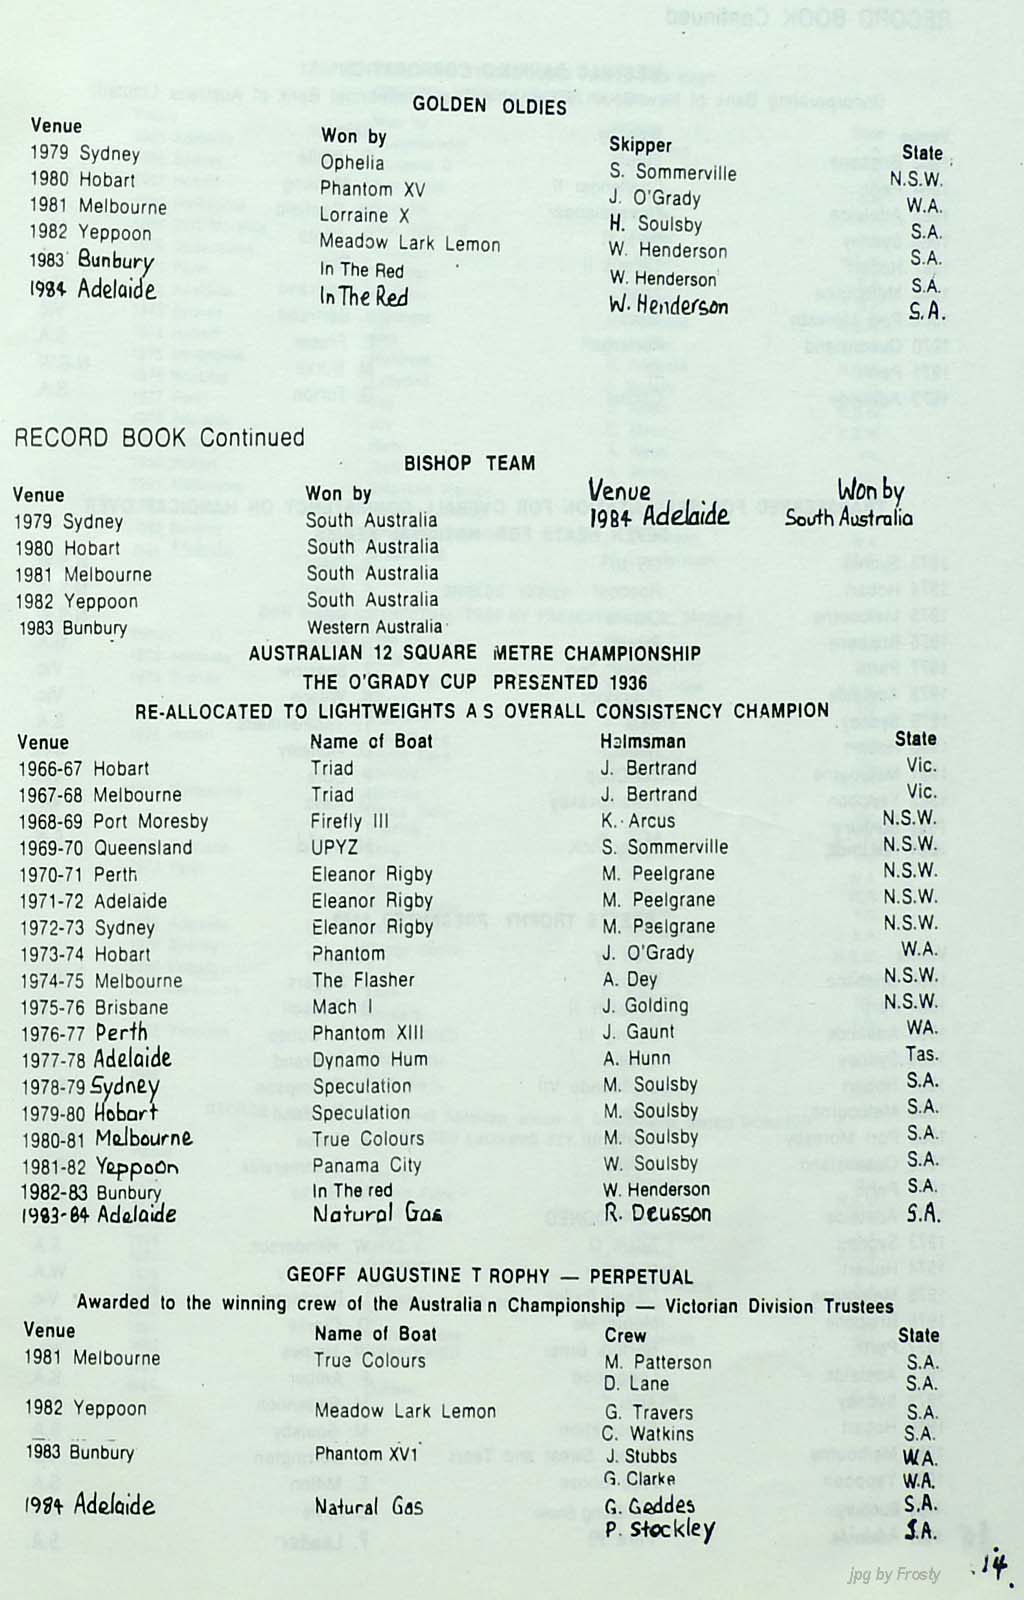 GOLDEN OLDIES
Venue Won by Skipper State
1979 Sydney Ophelia S. Sommerville N.S.W.
1980 Hobart Phantom XV J. O'Grady W.A.
1981 Melbourne Lorraine X H. Soulsby S.A.
1982 Yeppoon Meadow Lark Lemon W. Henderson S.A.
1983 Bunbury In The Red W. Henderson S.A.
1984 Adelaide In The Red W. Henderson S.A.
RECORD BOOK Continued
BISHOP TEAM
Venue Won by Venue Won by
1979 Sydney South Australia 1984 Adelaide South Australia
1980 Hobart South Australia
1981 Melbourne South Australia
1982 Yeppoon South Australia
1983 Bunbury Western Australia
AUSTRALIAN 12 SQUARE METRE CHAMPIONSHIP
THE O'GRADY CUP PRESENTED 1936
RE-ALLOCATED TO LIGHTWEIGHTS AS OVERALL CONSISTENCY CHAMPION
Venue Name of Boat Helmsman State
1966-67 Hobart Triad J. Bertrand Vic.
1967-68 Melbourne Triad J. Bertrand Vic.
1968-69 Port Moresby Firefly III K. Arcus N.S.W.
1969-70 Queensland UPYZ S. Sommerville N.S.W.
1970-71 Perth Eleanor Rigby M. Peelgrane N.S.W.
1971-72 Adelaide Eleanor Rigby M. Peelgrane N.S.W.
1972-73 Sydney Eleanor Rigby M. Peelgrane N.S.W.
1973-74 Hobart Phantom J. O'Grady W.A.
1974-75 Melbourne The Flasher A. Dey N.S.W.
1975-76 Brisbane Mach I J. Golding N.S.W.
1976-77 Perth Phantom XIII J. Gaunt WA.
1977-78 Adelaide Dynamo Hum A. Hunn Tas.
1978-79 Sydney Speculation M. Soulsby S.A.
1979-80 Hobart Speculation M. Soulsby S.A.
1980-81 Melbourne True Colours M. Soulsby S.A.
1981-82 Yeppoon Panama City W. Soulsby S.A.
1982-83 Bunbury In The red W. Henderson S.A.
1983-84 Adelaide Natural Gas R. Deusson S.A.
GEOFF AUGUSTINE TROPHY — PERPETUAL
Awarded to the winning crew of the Australian Championship — Victorian Division Trustees
Venue Name of Boat Crew State
1981 Melbourne True Colours M. Patterson S.A.
D. Lane S.A.
1982 Yeppoon Meadow Lark Lemon G. Travers S.A.
C. Watkins S.A.
1983 Bunbury Phantom XV1 J. Stubbs W.A.
G. Clarke W.A.
1984 Adelaide Natural Gas G. Geddes S.A.
P. Stockley S.A.
14.
jpg by Frosty